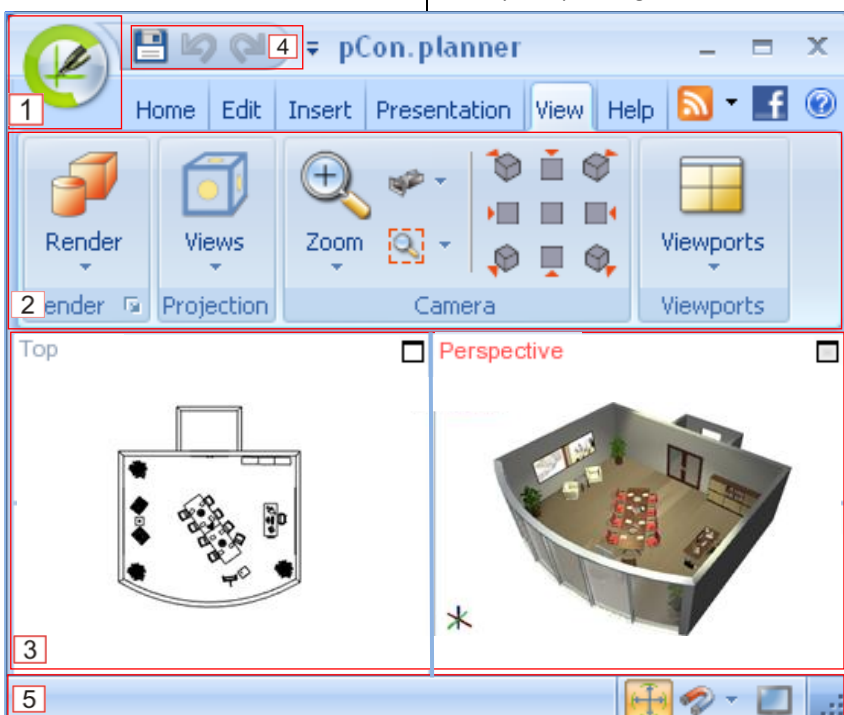 4 pCon.planner
1 Home Edit Insert Presentation View Help f ?
Render Views Zoom Viewports
2 ender Projection Camera Viewports
Top Perspective
3
5